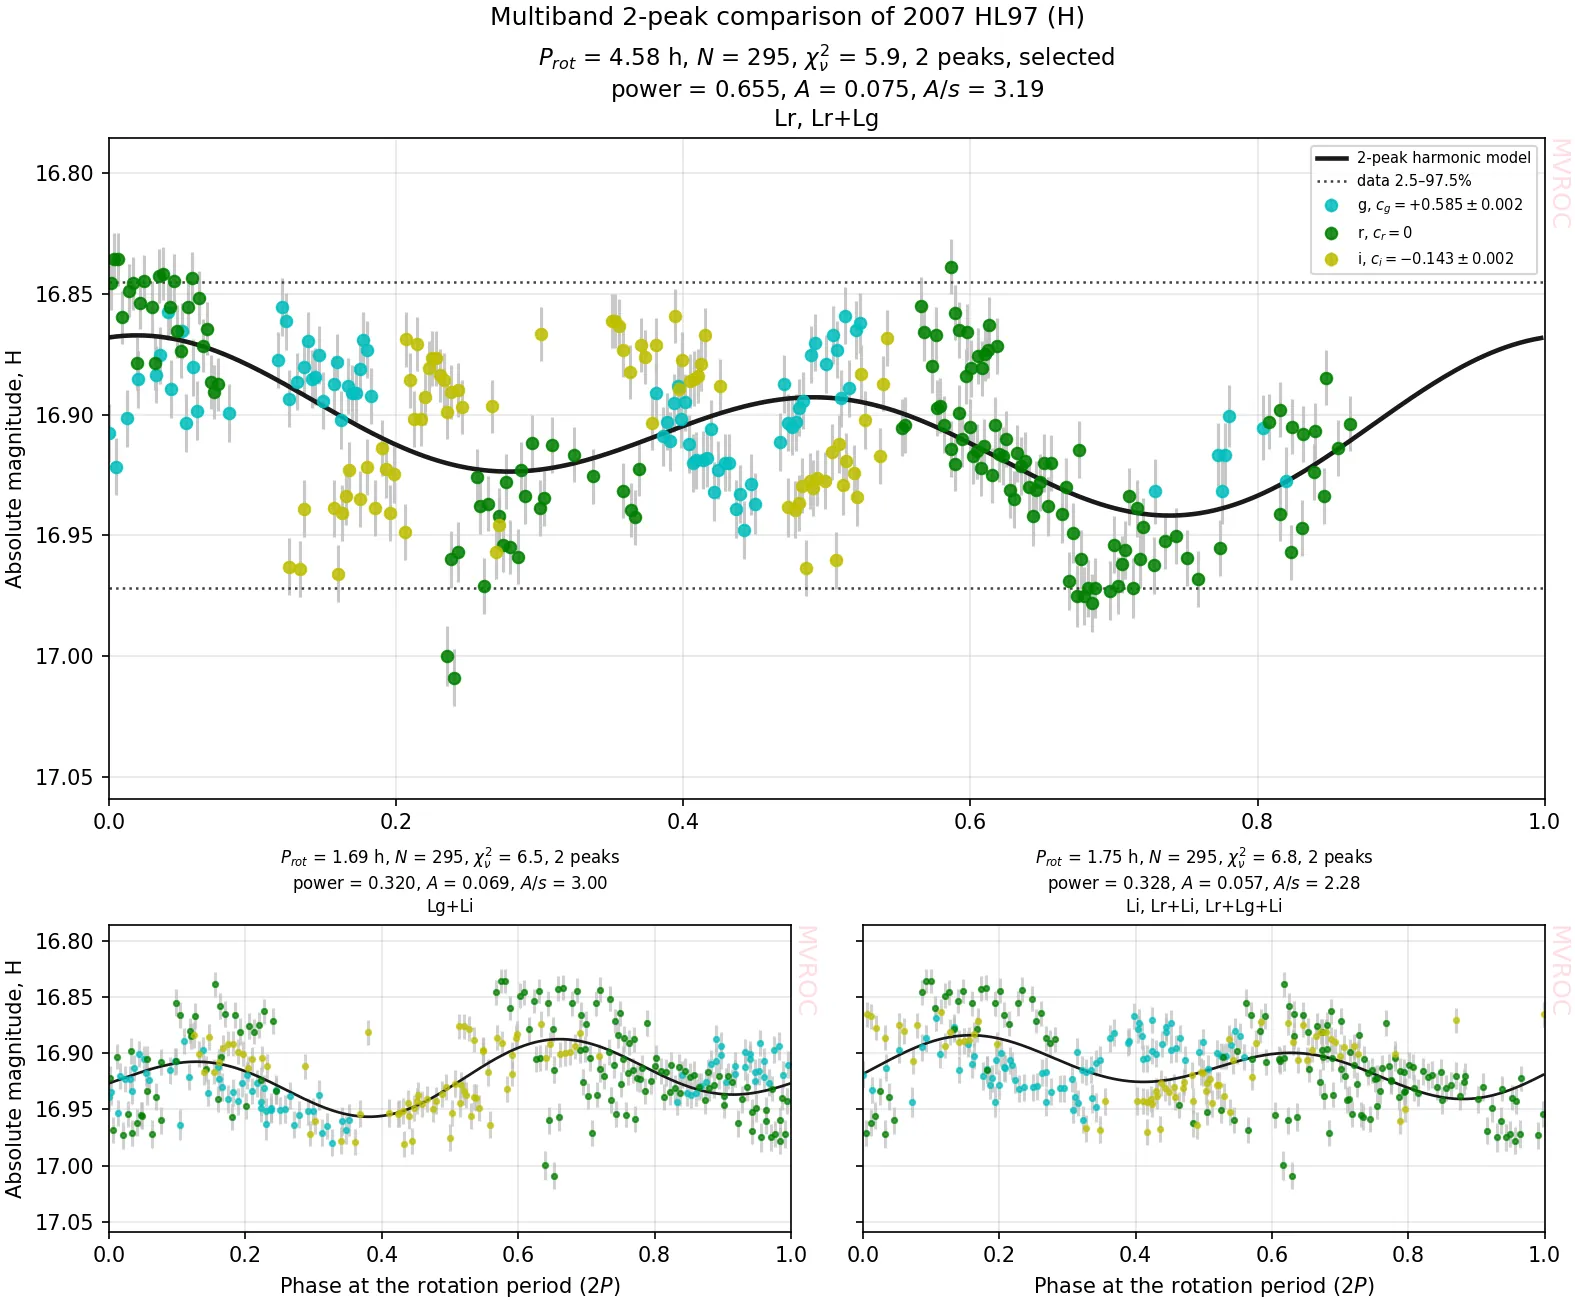 Multiband 2-peak comparison of 2007 HL97 (H)
P_rot = 4.58 h, N = 295, χ²_ν = 5.9, 2 peaks, selected
power = 0.655, A = 0.075, A/s = 3.19
Lr, Lr+Lg
MVROC
2-peak harmonic model
data 2.5–97.5%
g, c_g = +0.585 ± 0.002
r, c_r = 0
i, c_i = −0.143 ± 0.002
Absolute magnitude, H
16.80
16.85
16.90
16.95
17.00
17.05
0.0 0.2 0.4 0.6 0.8 1.0
P_rot = 1.69 h, N = 295, χ²_ν = 6.5, 2 peaks
power = 0.320, A = 0.069, A/s = 3.00
Lg+Li
MVROC
Absolute magnitude, H
16.80
16.85
16.90
16.95
17.00
17.05
0.0 0.2 0.4 0.6 0.8 1.0
Phase at the rotation period (2P)
P_rot = 1.75 h, N = 295, χ²_ν = 6.8, 2 peaks
power = 0.328, A = 0.057, A/s = 2.28
Li, Lr+Li, Lr+Lg+Li
MVROC
0.0 0.2 0.4 0.6 0.8 1.0
Phase at the rotation period (2P)